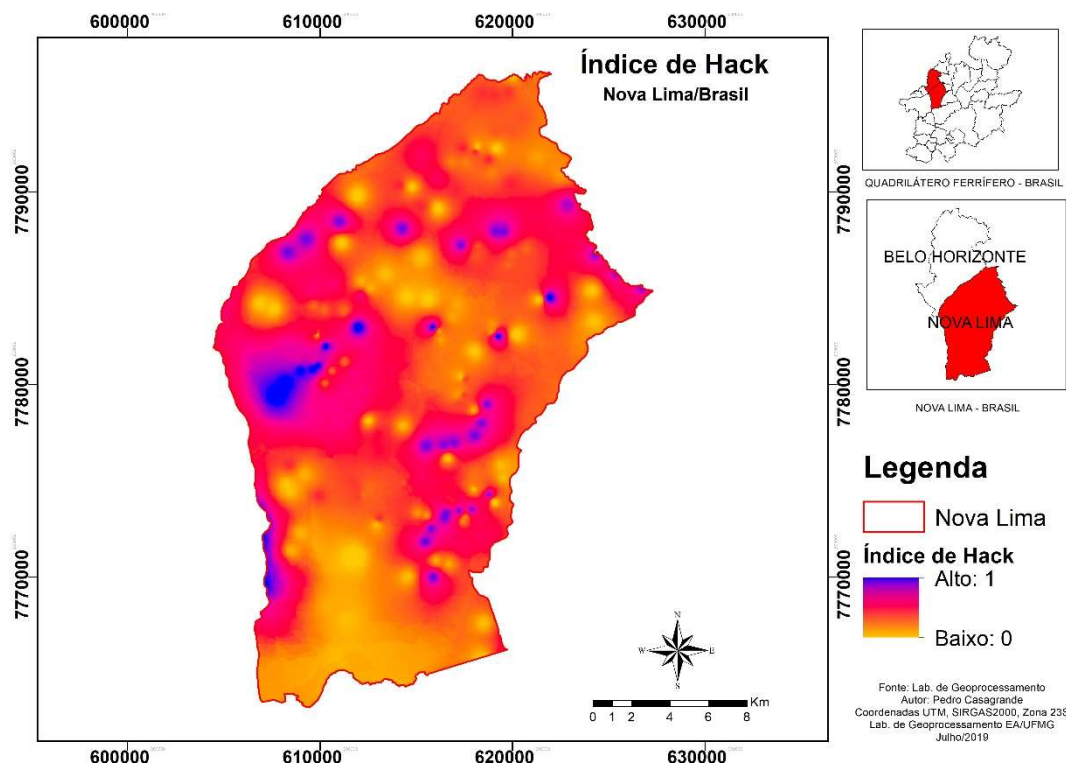 600000
610000
620000
630000
Índice de Hack
Nova Lima/Brasil
7790000
7780000
7770000
7790000
7780000
7770000
N
W
E
S
Km
0 1 2 4 6 8
600000
610000
620000
630000
QUADRILÁTERO FERRÍFERO - BRASIL
BELO HORIZONTE
NOVA LIMA
NOVA LIMA - BRASIL
Legenda
Nova Lima
Índice de Hack
Alto: 1
Baixo: 0
Fonte: Lab. de Geoprocessamento
Autor: Pedro Casagrande
Coordenadas UTM, SIRGAS2000, Zona 23S
Lab. de Geoprocessamento EA/UFMG
Julho/2019